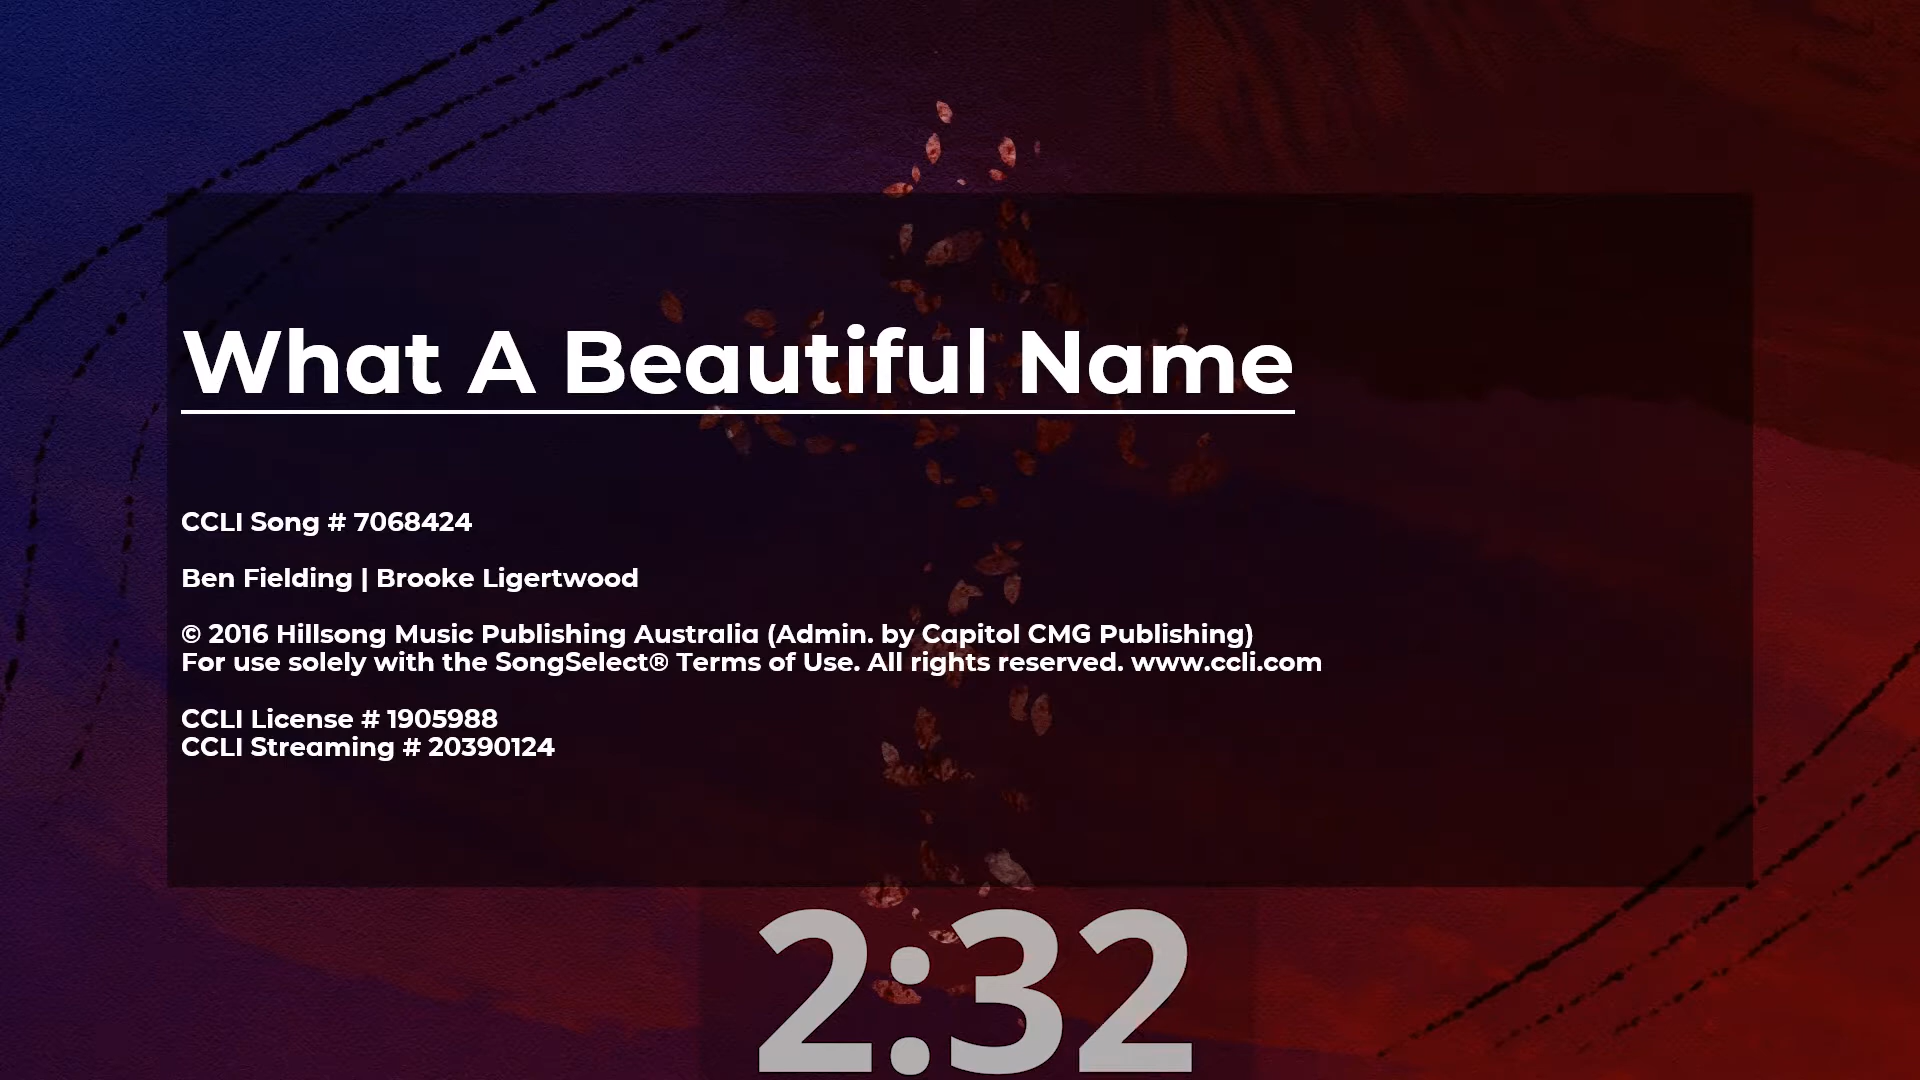 What A Beautiful Name
CCLI Song # 7068424
Ben Fielding | Brooke Ligertwood
© 2016 Hillsong Music Publishing Australia (Admin. by Capitol CMG Publishing)
For use solely with the SongSelect® Terms of Use. All rights reserved. www.ccli.com
CCLI License # 1905988
CCLI Streaming # 20390124
2:32